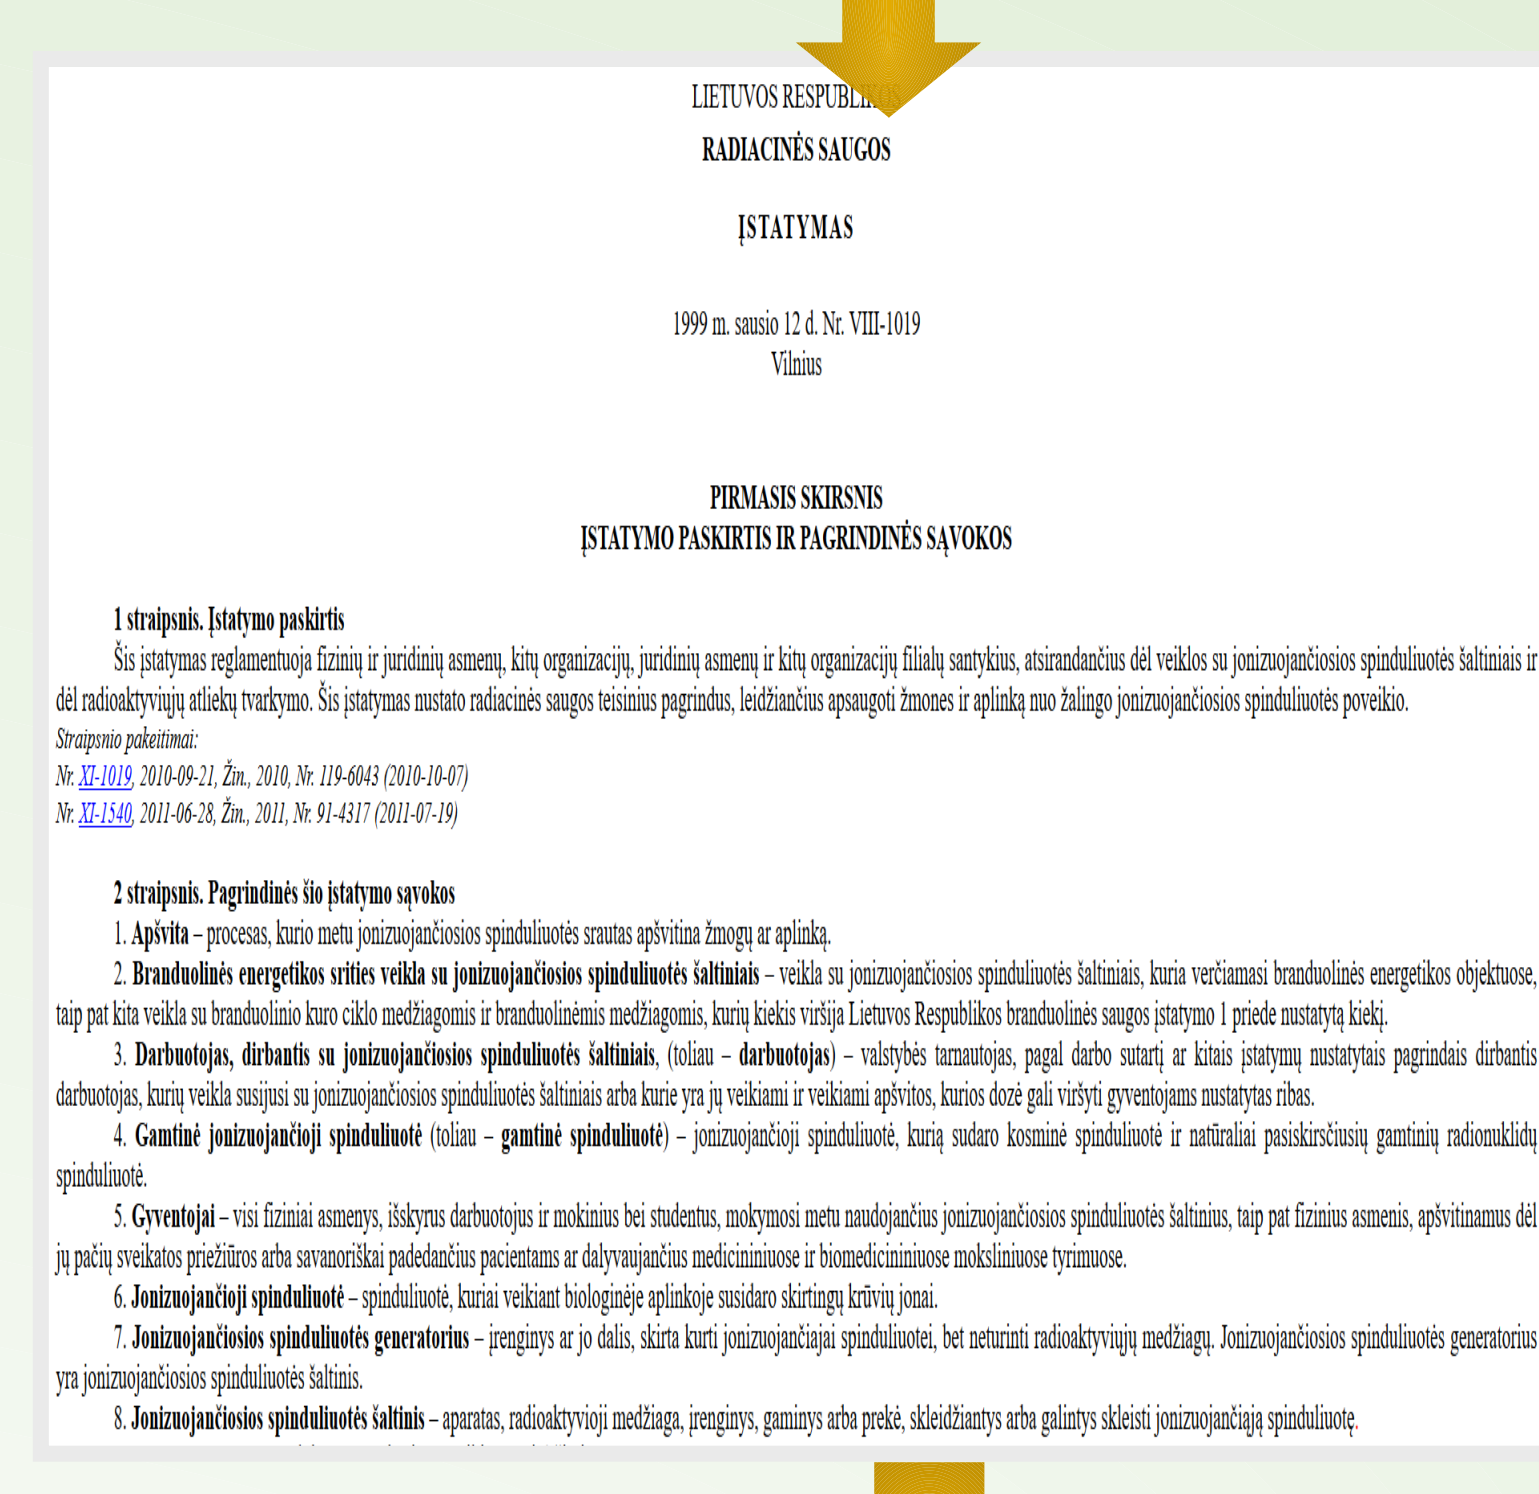 LIETUVOS RESPUBLIKOS
RADIACINĖS SAUGOS
ĮSTATYMAS
1999 m. sausio 12 d. Nr. VIII-1019
Vilnius
PIRMASIS SKIRSNIS
ĮSTATYMO PASKIRTIS IR PAGRINDINĖS SĄVOKOS
1 straipsnis. Įstatymo paskirtis
Šis įstatymas reglamentuoja fizinių ir juridinių asmenų, kitų organizacijų, juridinių asmenų ir kitų organizacijų filialų santykius, atsirandančius dėl veiklos su jonizuojančiosios spinduliuotės šaltiniais ir
dėl radioaktyviųjų atliekų tvarkymo. Šis įstatymas nustato radiacinės saugos teisinius pagrindus, leidžiančius apsaugoti žmones ir aplinką nuo žalingo jonizuojančiosios spinduliuotės poveikio.
Straipsnio pakeitimai:
Nr. XI-1019, 2010-09-21, Žin., 2010, Nr. 119-6043 (2010-10-07)
Nr. XI-1540, 2011-06-28, Žin., 2011, Nr. 91-4317 (2011-07-19)
2 straipsnis. Pagrindinės šio įstatymo sąvokos
1. Apšvita – procesas, kurio metu jonizuojančiosios spinduliuotės srautas apšvitina žmogų ar aplinką.
2. Branduolinės energetikos srities veikla su jonizuojančiosios spinduliuotės šaltiniais – veikla su jonizuojančiosios spinduliuotės šaltiniais, kuria verčiamasi branduolinės energetikos objektuose,
taip pat kita veikla su branduolinio kuro ciklo medžiagomis ir branduolinėmis medžiagomis, kurių kiekis viršija Lietuvos Respublikos branduolinės saugos įstatymo 1 priede nustatytą kiekį.
3. Darbuotojas, dirbantis su jonizuojančiosios spinduliuotės šaltiniais, (toliau – darbuotojas) – valstybės tarnautojas, pagal darbo sutartį ar kitais įstatymų nustatytais pagrindais dirbantis
darbuotojas, kurių veikla susijusi su jonizuojančiosios spinduliuotės šaltiniais arba kurie yra jų veikiami ir veikiami apšvitos, kurios dozė gali viršyti gyventojams nustatytas ribas.
4. Gamtinė jonizuojančioji spinduliuotė (toliau – gamtinė spinduliuotė) – jonizuojančioji spinduliuotė, kurią sudaro kosminė spinduliuotė ir natūraliai pasiskirsčiusių gamtinių radionuklidų
spinduliuotė.
5. Gyventojai – visi fiziniai asmenys, išskyrus darbuotojus ir mokinius bei studentus, mokymosi metu naudojančius jonizuojančiosios spinduliuotės šaltinius, taip pat fizinius asmenis, apšvitinamus dėl
jų pačių sveikatos priežiūros arba savanoriškai padedančius pacientams ar dalyvaujančius medicininiuose ir biomedicininiuose moksliniuose tyrimuose.
6. Jonizuojančioji spinduliuotė – spinduliuotė, kuriai veikiant biologinėje aplinkoje susidaro skirtingų krūvių jonai.
7. Jonizuojančiosios spinduliuotės generatorius – įrenginys ar jo dalis, skirta kurti jonizuojančiajai spinduliuotei, bet neturinti radioaktyviųjų medžiagų. Jonizuojančiosios spinduliuotės generatorius
yra jonizuojančiosios spinduliuotės šaltinis.
8. Jonizuojančiosios spinduliuotės šaltinis – aparatas, radioaktyvioji medžiaga, įrenginys, gaminys arba prekė, skleidžiantys arba galintys skleisti jonizuojančiąją spinduliuotę.